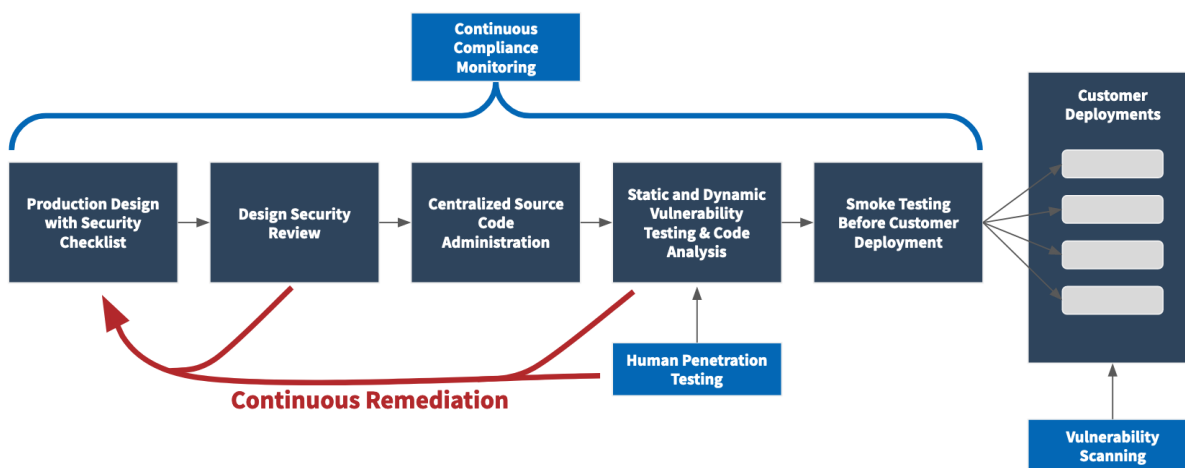 Continuous
Compliance
Monitoring
Customer
Deployments
Production Design
with Security
Checklist
Design Security
Review
Centralized Source
Code
Administration
Static and Dynamic
Vulnerability
Testing & Code
Analysis
Smoke Testing
Before Customer
Deployment
Human Penetration
Testing
Continuous Remediation
Vulnerability
Scanning